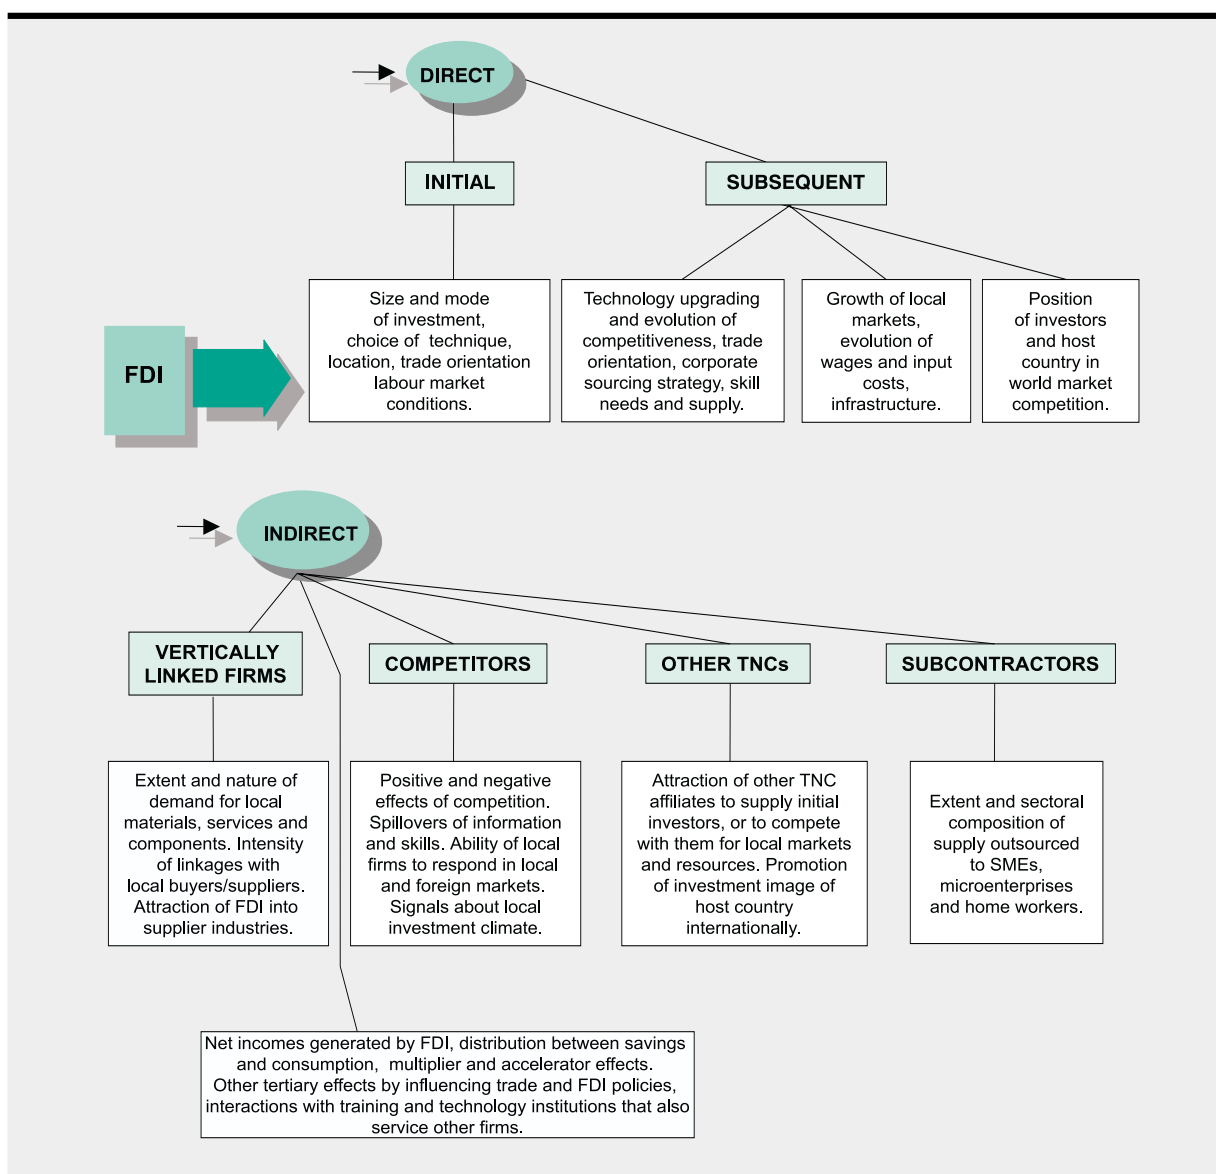 DIRECT
INITIAL
SUBSEQUENT
Size and mode
of investment,
choice of technique,
location, trade orientation
labour market
conditions.
Technology upgrading
and evolution of
competitiveness, trade
orientation, corporate
sourcing strategy, skill
needs and supply.
Growth of local
markets,
evolution of
wages and input
costs,
infrastructure.
Position
of investors
and host
country in
world market
competition.
FDI
INDIRECT
VERTICALLY
LINKED FIRMS
COMPETITORS
OTHER TNCs
SUBCONTRACTORS
Extent and nature of
demand for local
materials, services and
components. Intensity
of linkages with
local buyers/suppliers.
Attraction of FDI into
supplier industries.
Positive and negative
effects of competition.
Spillovers of information
and skills. Ability of local
firms to respond in local
and foreign markets.
Signals about local
investment climate.
Attraction of other TNC
affiliates to supply initial
investors, or to compete
with them for local markets
and resources. Promotion
of investment image of
host country
internationally.
Extent and sectoral
composition of
supply outsourced
to SMEs,
microenterprises
and home workers.
Net incomes generated by FDI, distribution between savings
and consumption, multiplier and accelerator effects.
Other tertiary effects by influencing trade and FDI policies,
interactions with training and technology institutions that also
service other firms.